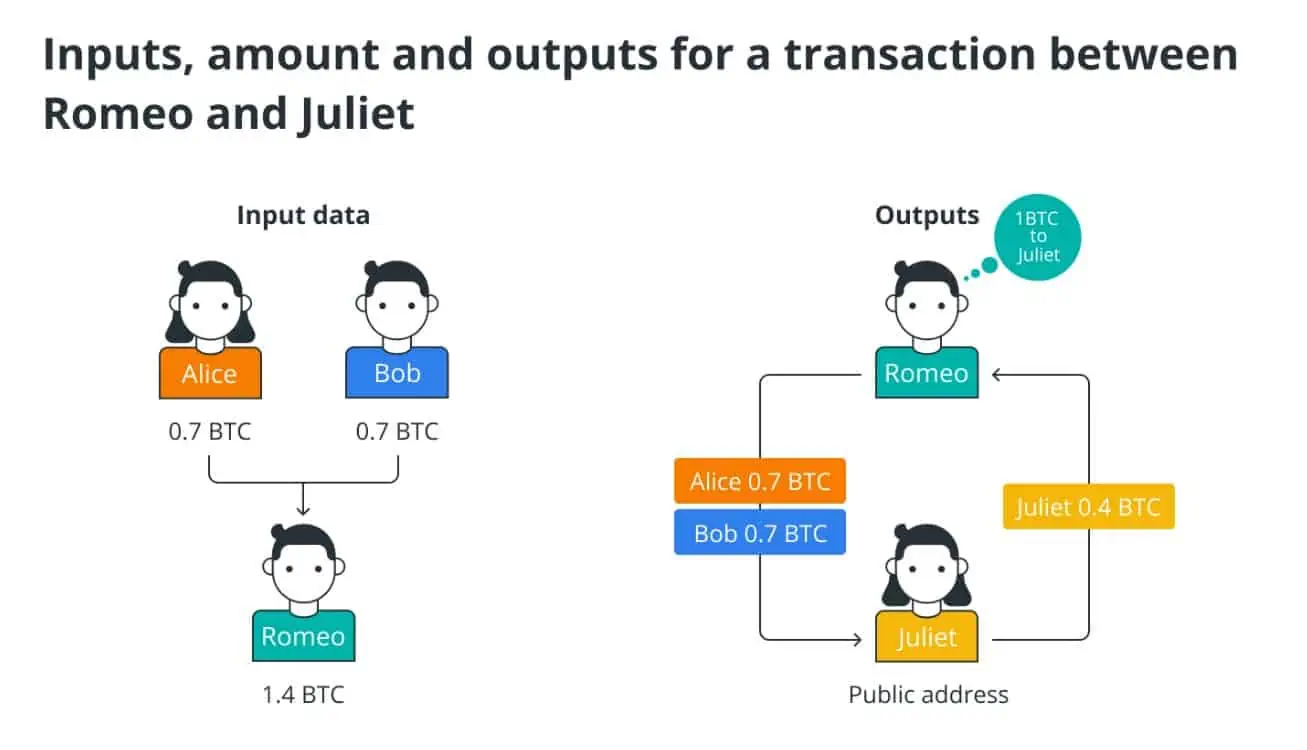 Inputs, amount and outputs for a transaction between
Romeo and Juliet
Input data
Alice
Bob
0.7 BTC
0.7 BTC
Romeo
1.4 BTC
Outputs
1BTC
to
Juliet
Romeo
Alice 0.7 BTC
Bob 0.7 BTC
Juliet 0.4 BTC
Juliet
Public address